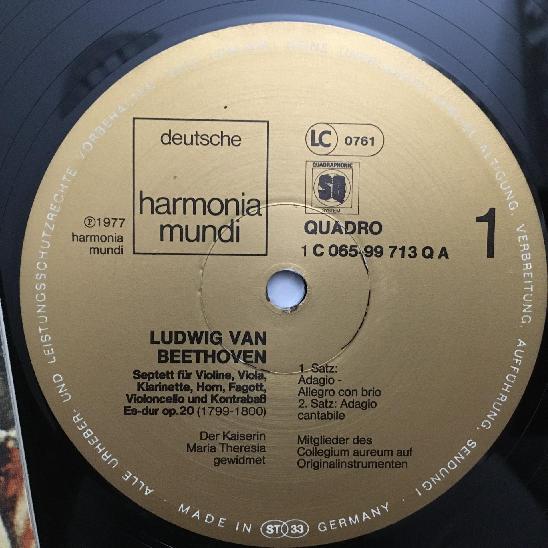 deutsche
harmonia
mundi
LC 0761
QUADRAPHONIC
SQ
SYSTEM
QUADRO
1 C 065-99 713 Q A
1
Ⓟ1977
harmonia
mundi
LUDWIG VAN
BEETHOVEN
Septett für Violine, Viola,
Klarinette, Horn, Fagott,
Violoncello und Kontrabaß
Es-dur op. 20 (1799-1800)
Der Kaiserin
Maria Theresia
gewidmet
1. Satz:
Adagio -
Allegro con brio
2. Satz: Adagio
cantabile
Mitglieder des
Collegium aureum auf
Originalinstrumenten
ALLE URHEBER- UND LEISTUNGSSCHUTZRECHTE VORBEHALTEN
VERBREITUNG, AUFFÜHRUNG, SENDUNG!
MADE IN ST 33 GERMANY